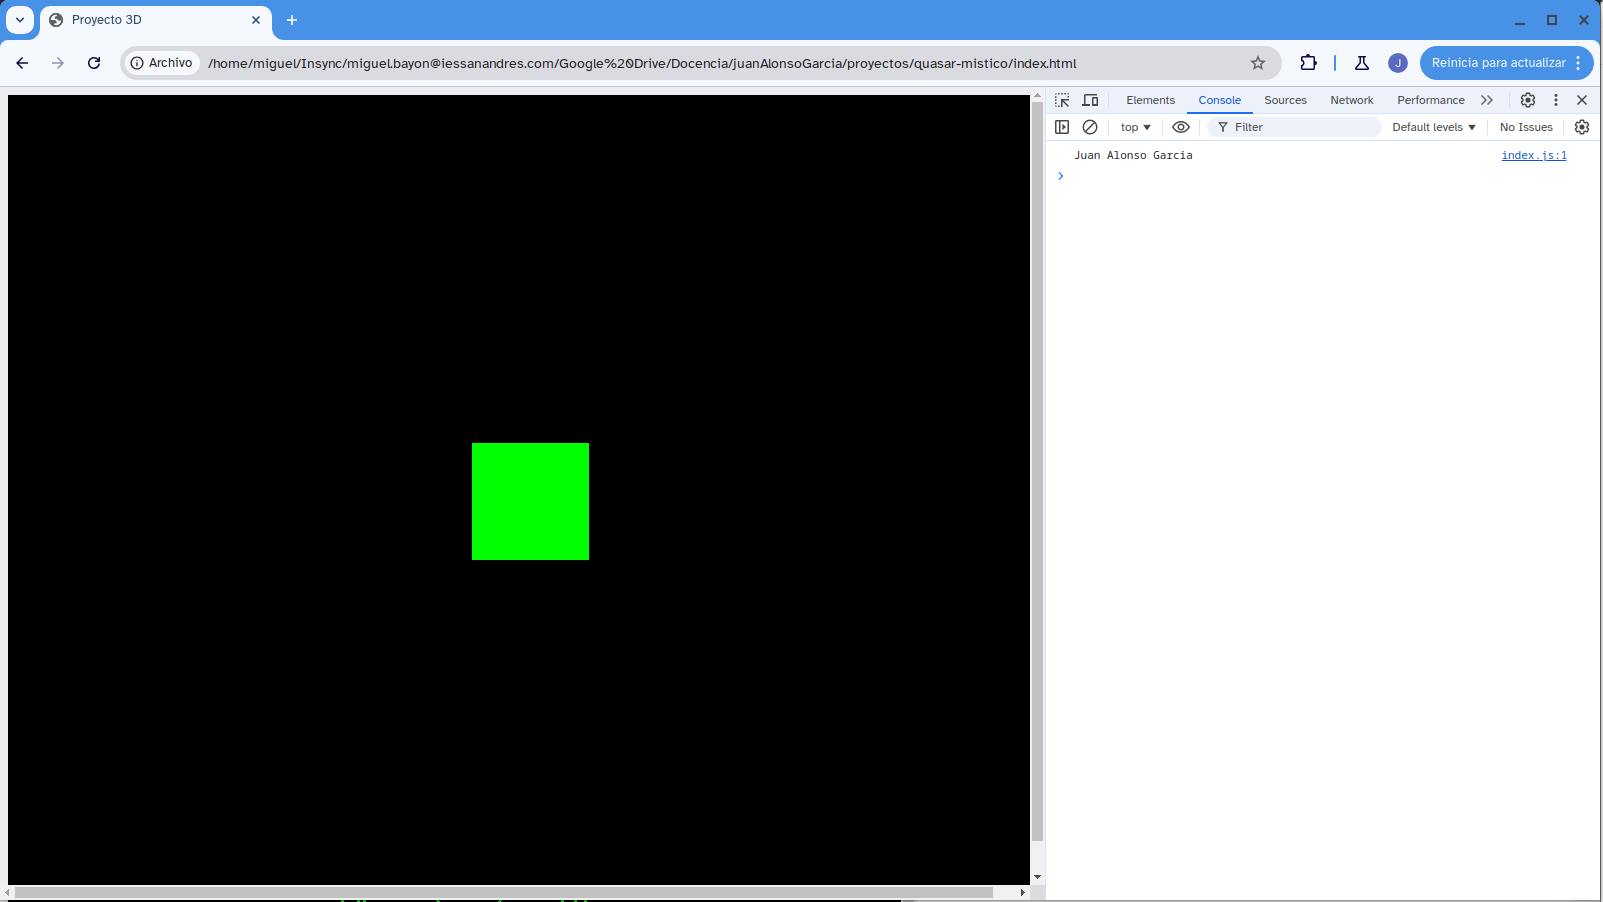 Proyecto 3D
Archivo
/home/miguel/Insync/miguel.bayon@iessanandres.com/Google%20Drive/Docencia/juanAlonsoGarcia/proyectos/quasar-mistico/index.html
J
Reinicia para actualizar
Elements
Console
Sources
Network
Performance
top
Filter
Default levels
No Issues
Juan Alonso Garcia
index.js:1